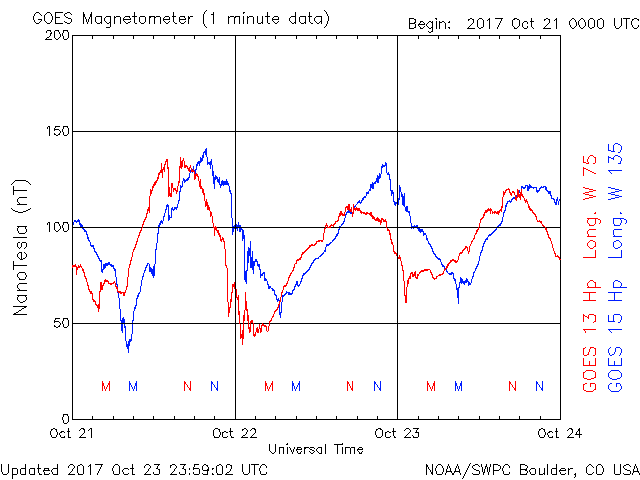 GOES Magnetometer (1 minute data)
Begin: 2017 Oct 21 0000 UTC
200
150
100
50
0
NanoTesla (nT)
M M N N M M N N M M N N
Oct 21 Oct 22 Oct 23 Oct 24
Universal Time
GOES 13 Hp Long. W 75
GOES 15 Hp Long. W 135
Updated 2017 Oct 23 23:59:02 UTC
NOAA/SWPC Boulder, CO USA